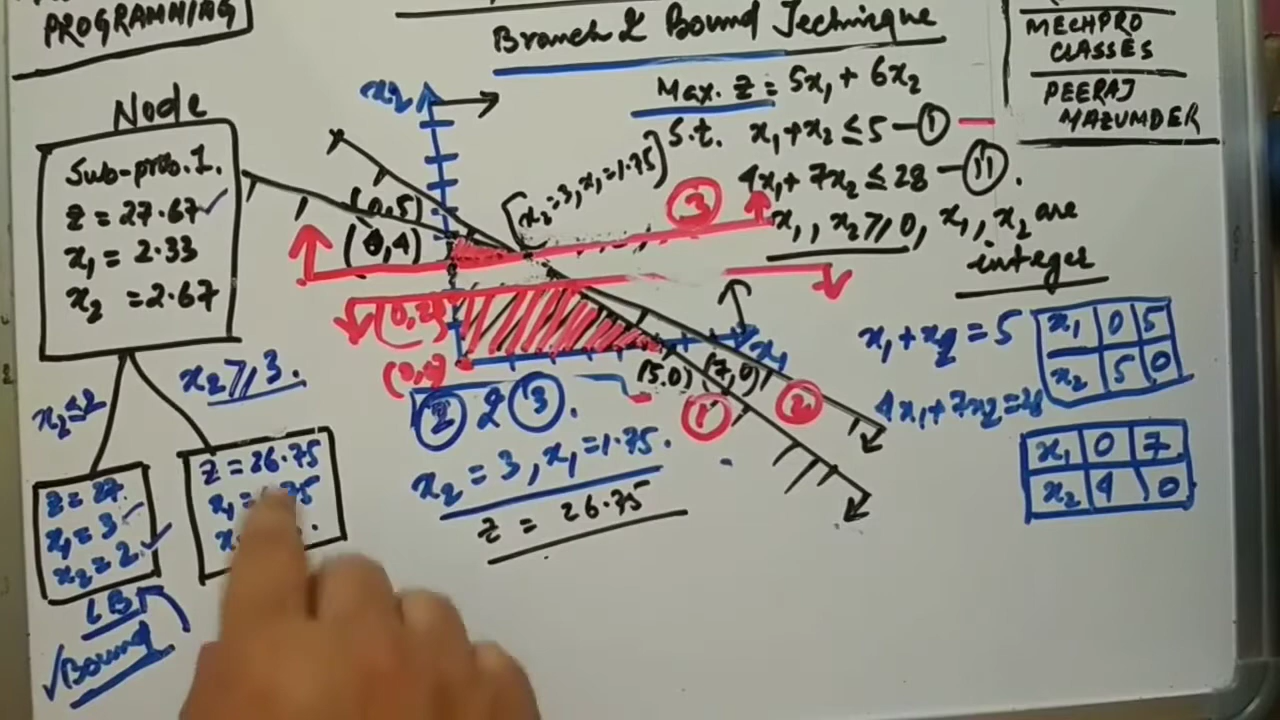 PROGRAMMING
Branch & Bound Technique
MECHPRO
CLASSES
PEERAJ
MAZUMDER
Max. Z = 5x₁ + 6x₂
S.t. x₁ + x₂ ≤ 5 — (I)
4x₁ + 7x₂ ≤ 28 — (II).
x₁, x₂ ≥ 0, x₁, x₂ are
integer
Node
Sub-prob. 1.
Z = 27.67 ✓
x₁ = 2.33
x₂ = 2.67
x₂ ≤ 2
x₂ ≥ 3.
Z = 27.
x₁ = 3 ✓
x₂ = 2. ✓
LB
√Bound
Z = 26.75
x₂
[x₂=3, x₁=1.75]
(0,5)
(0,4)
3
(0,2)
(0,0)
(5,0)
(7,0)
x₁
1
2
2 & 3.
x₂ = 3, x₁ = 1.75.
Z = 26.75
x₁ + x₂ = 5
x₁ 0 5
x₂ 5 0
4x₁ + 7x₂ = 28
x₁ 0 7
x₂ 4 0